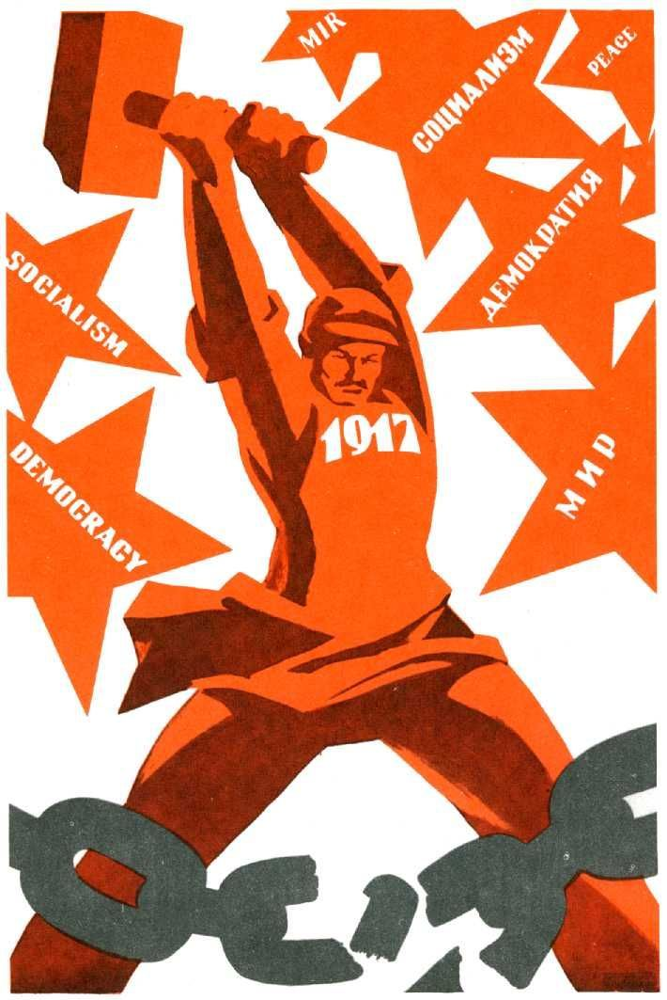 MIR
СОЦИАЛИЗМ
PEACE
ДЕМОКРАТИЯ
SOCIALISM
1917
МИР
DEMOCRACY